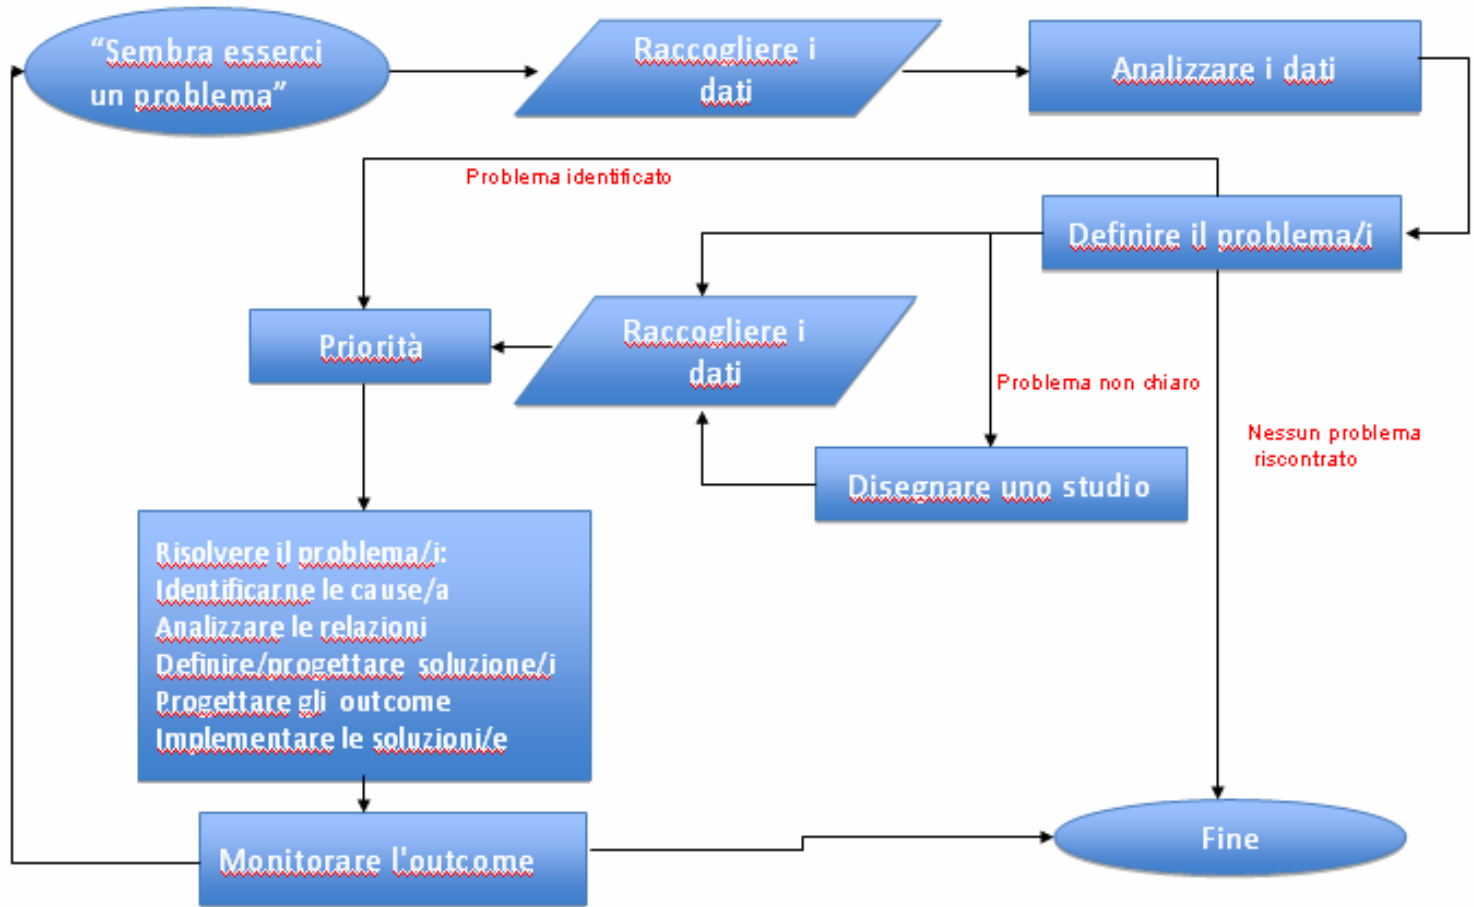 “Sembra esserci
un problema”
Raccogliere i
dati
Analizzare i dati
Problema identificato
Definire il problema/i
Priorità
Raccogliere i
dati
Problema non chiaro
Nessun problema
riscontrato
Disegnare uno studio
Risolvere il problema/i:
Identificarne le cause/a
Analizzare le relazioni
Definire/progettare soluzione/i
Progettare gli outcome
Implementare le soluzioni/e
Monitorare l'outcome
Fine